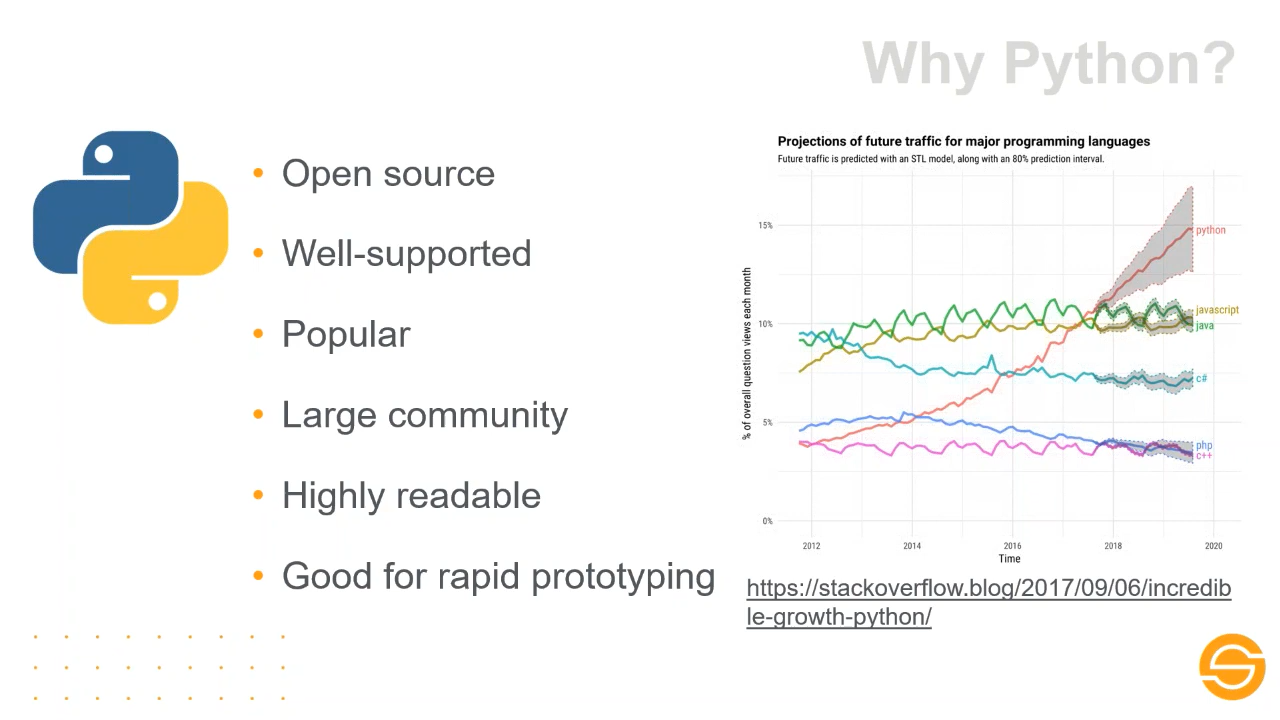 Why Python?
• Open source
• Well-supported
• Popular
• Large community
• Highly readable
• Good for rapid prototyping
Projections of future traffic for major programming languages
Future traffic is predicted with an STL model, along with an 80% prediction interval.
% of overall question views each month
15%
10%
5%
0%
python
javascript
java
c#
php
c++
2012
2014
2016
2018
2020
Time
https://stackoverflow.blog/2017/09/06/incredib
le-growth-python/